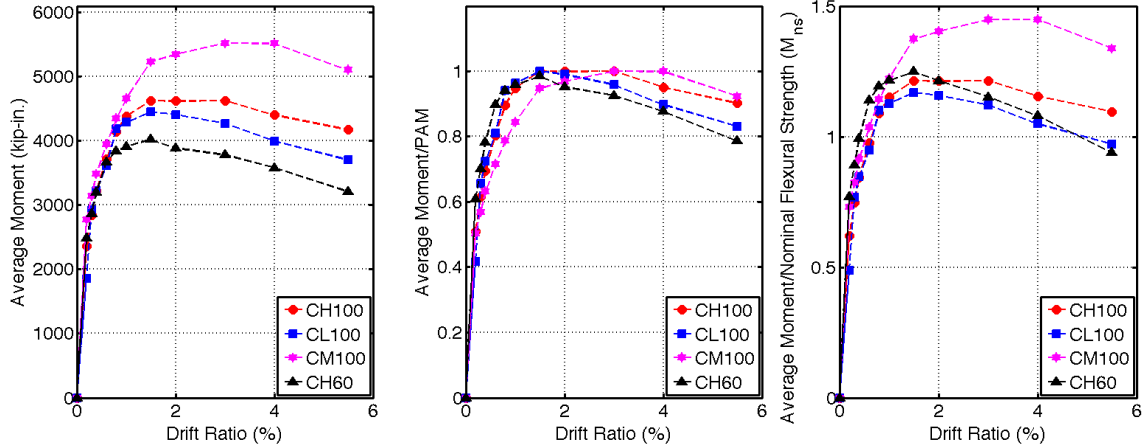 Average Moment (kip-in.)
6000
5000
4000
3000
2000
1000
0
0 2 4 6
Drift Ratio (%)
CH100
CL100
CM100
CH60
Average Moment/PAM
1
0.8
0.6
0.4
0.2
0
0 2 4 6
Drift Ratio (%)
CH100
CL100
CM100
CH60
Average Moment/Nominal Flexural Strength (Mns)
1.5
1
0.5
0
0 2 4 6
Drift Ratio (%)
CH100
CL100
CM100
CH60